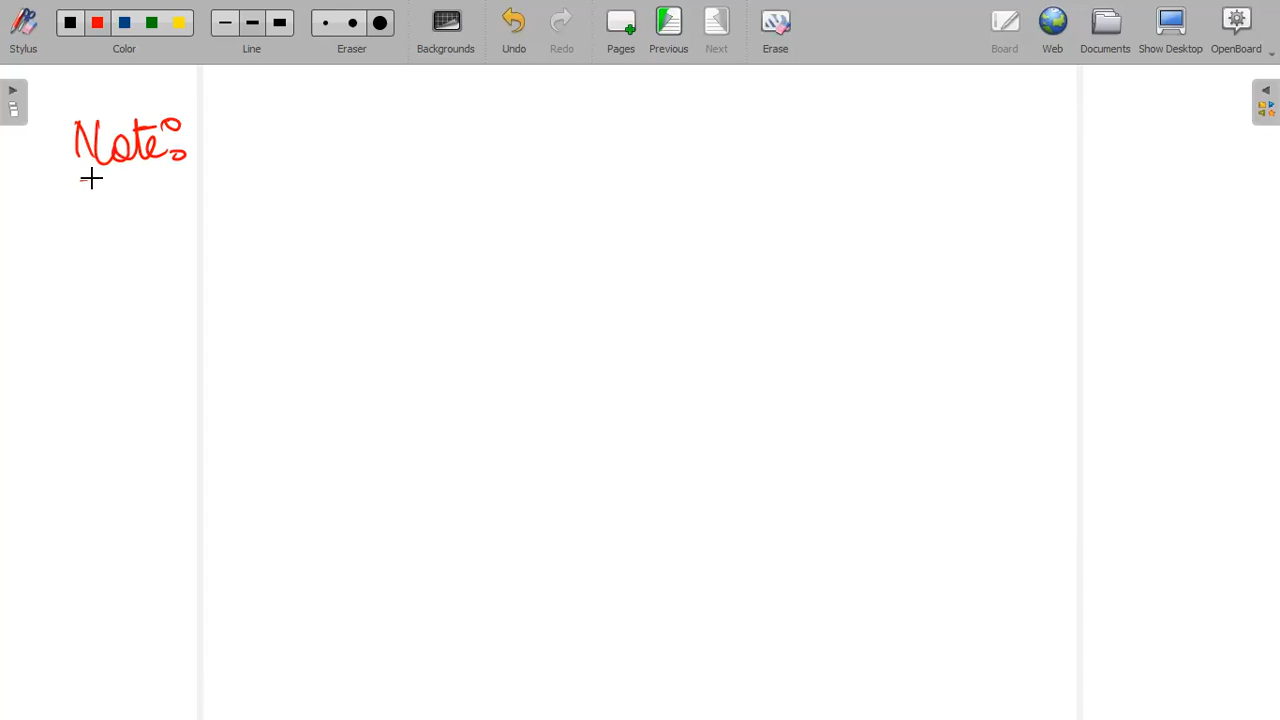 Stylus
Color
Line
Eraser
Backgrounds
Undo
Redo
Pages
Previous
Next
Erase
Board
Web
Documents
Show Desktop
OpenBoard
Note: